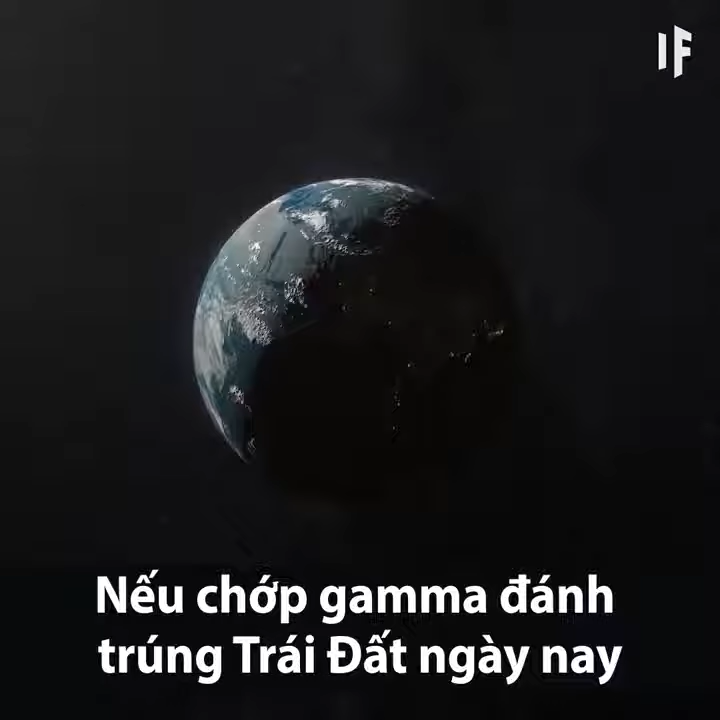 IF
Nếu chớp gamma đánh
trúng Trái Đất ngày nay